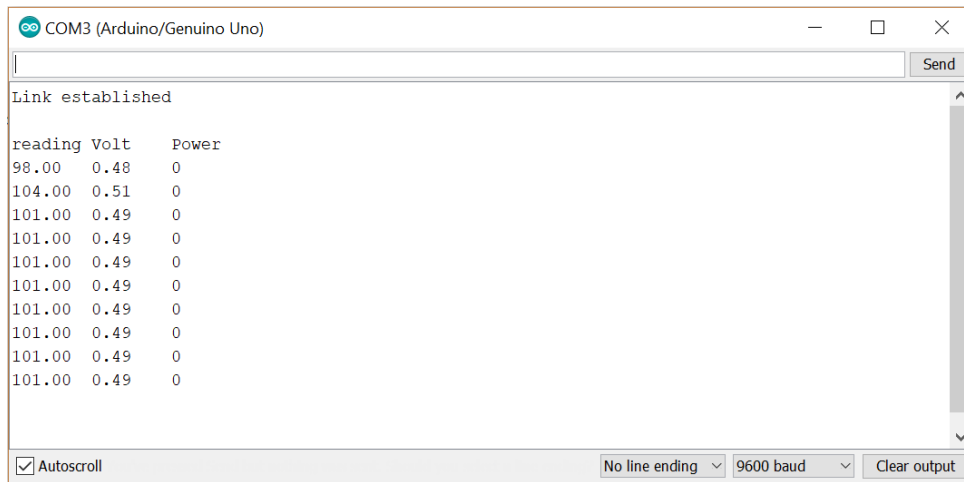 COM3 (Arduino/Genuino Uno)
Send
Link established
reading Volt Power
98.00 0.48 0
104.00 0.51 0
101.00 0.49 0
101.00 0.49 0
101.00 0.49 0
101.00 0.49 0
101.00 0.49 0
101.00 0.49 0
101.00 0.49 0
101.00 0.49 0
Autoscroll No line ending 9600 baud Clear output